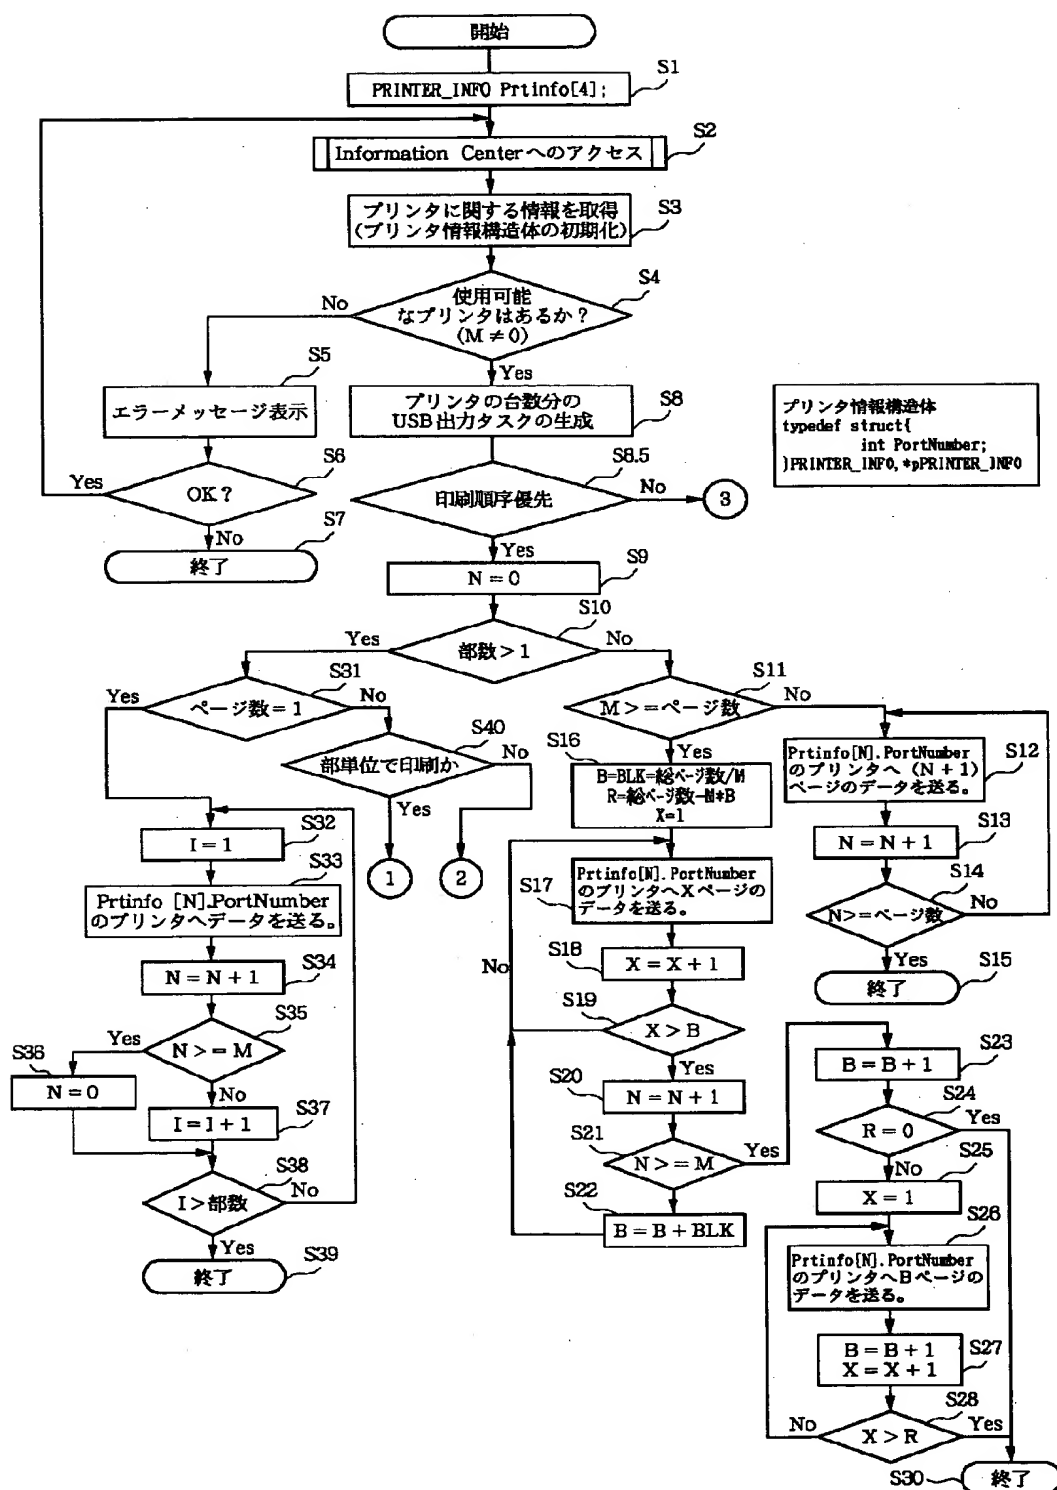 開始
S1
PRINTER_INFO Prtinfo[4];
S2
Information Centerへのアクセス
S3
プリンタに関する情報を取得
(プリンタ情報構造体の初期化)
S4
使用可能
なプリンタはあるか？
(M≠0)
No
Yes
S5
エラーメッセージ表示
S6
OK？
Yes
No
S7
終了
S8
プリンタの台数分の
USB出力タスクの生成
プリンタ情報構造体
typedef struct{
int PortNumber;
}PRINTER_INFO,*pPRINTER_INFO
S8.5
印刷順序優先
No
3
Yes
S9
N=0
S10
部数>1
Yes
No
S31
ページ数=1
Yes
No
S40
部単位で印刷か
No
Yes
1
2
S32
I=1
S33
Prtinfo [N].PortNumber
のプリンタへデータを送る。
S34
N=N+1
S35
N>=M
Yes
No
S36
N=0
S37
I=I+1
S38
I>部数
No
Yes
S39
終了
S11
M>=ページ数
No
Yes
S12
Prtinfo[N].PortNumber
のプリンタへ(N+1)
ページのデータを送る。
S13
N=N+1
S14
N>=ページ数
No
Yes
S15
終了
S16
B=BLK=総ページ数/M
R=総ページ数-M*B
X=1
S17
Prtinfo[N].PortNumber
のプリンタへXページの
データを送る。
S18
X=X+1
S19
X>B
No
Yes
S20
N=N+1
S21
N>=M
Yes
S22
B=B+BLK
S23
B=B+1
S24
R=0
Yes
No
S25
X=1
S26
Prtinfo[N].PortNumber
のプリンタへBページの
データを送る。
S27
B=B+1
X=X+1
S28
X>R
No
Yes
S30
終了